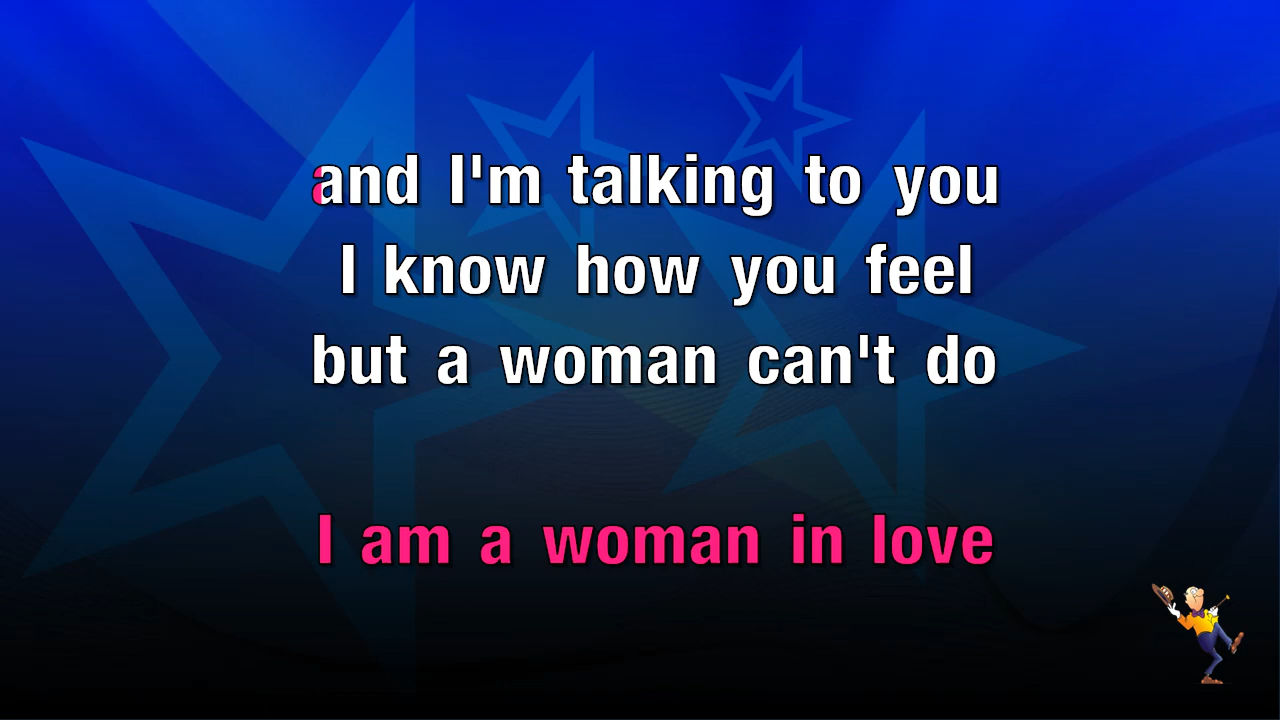 and I'm talking to you
I know how you feel
but a woman can't do
I am a woman in love